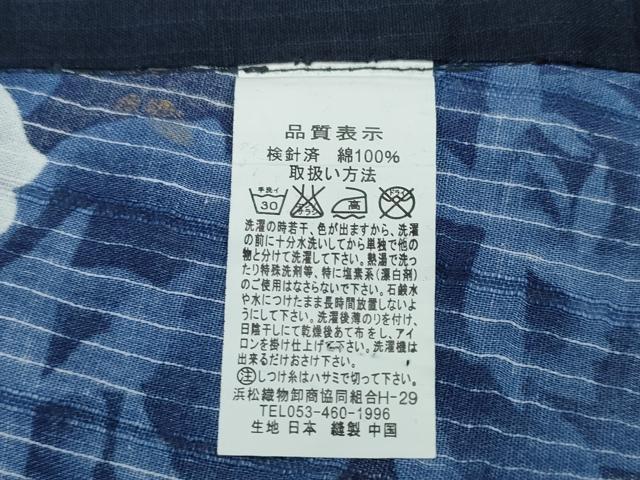 品質表示
検針済 綿100%
取扱い方法
手洗イ 30 エンソサラシ 高 ドライ
洗濯の時若干、色が出ますから、洗濯
の前に十分水洗いしてから単独で他の
物と分けて洗濯して下さい。熱湯で洗っ
たり特殊洗剤等、特に塩素系(漂白剤)
のご使用はなさらないで下さい。石鹸水
や水につけたまま長時間放置しないよ
うにして下さい。洗濯後薄のりを付け、
日陰干しにて乾燥後あて布をし、アイ
ロンを掛け仕上げて下さい。洗濯機は
出来るだけおさけ下さい。
注 しつけ糸はハサミで切って下さい。
浜松織物卸商協同組合H-29
TEL053-460-1996
生地 日本 縫製 中国